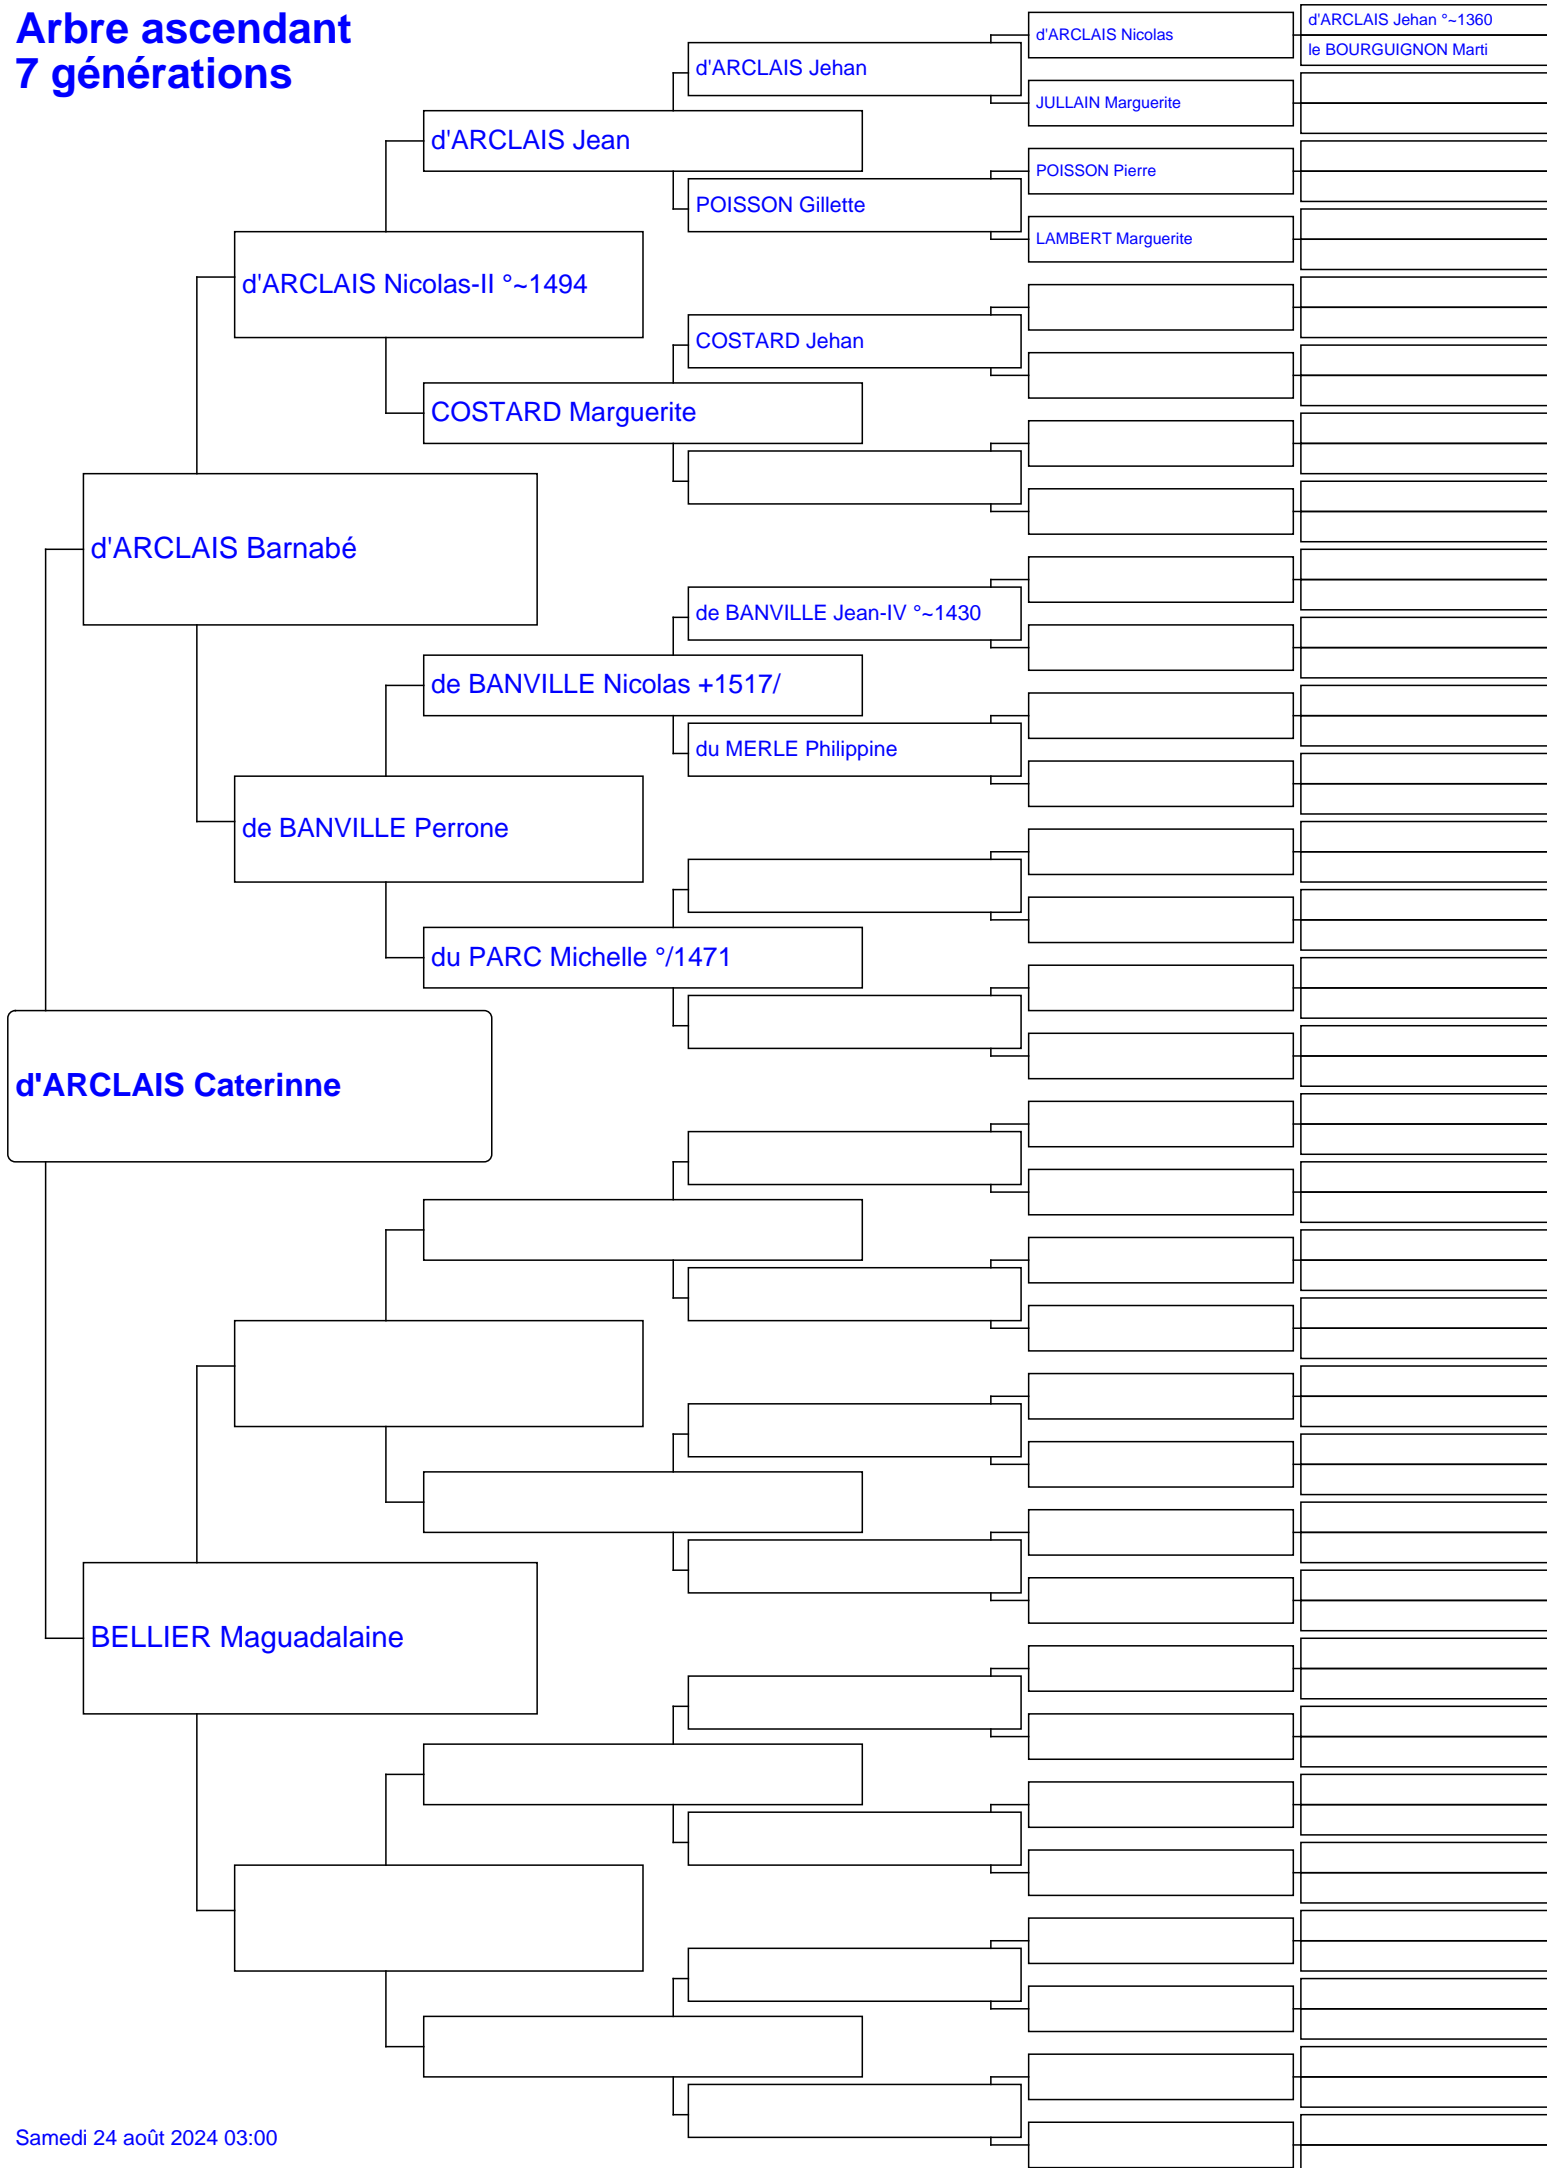 Arbre ascendant
7 générations
d'ARCLAIS Jehan °~1360
d'ARCLAIS Nicolas
le BOURGUIGNON Marti
d'ARCLAIS Jehan
JULLAIN Marguerite
d'ARCLAIS Jean
POISSON Pierre
POISSON Gillette
LAMBERT Marguerite
d'ARCLAIS Nicolas-II °~1494
COSTARD Jehan
COSTARD Marguerite
d'ARCLAIS Barnabé
de BANVILLE Jean-IV °~1430
de BANVILLE Nicolas +1517/
du MERLE Philippine
de BANVILLE Perrone
du PARC Michelle °/1471
d'ARCLAIS Caterinne
BELLIER Maguadalaine
Samedi 24 août 2024 03:00